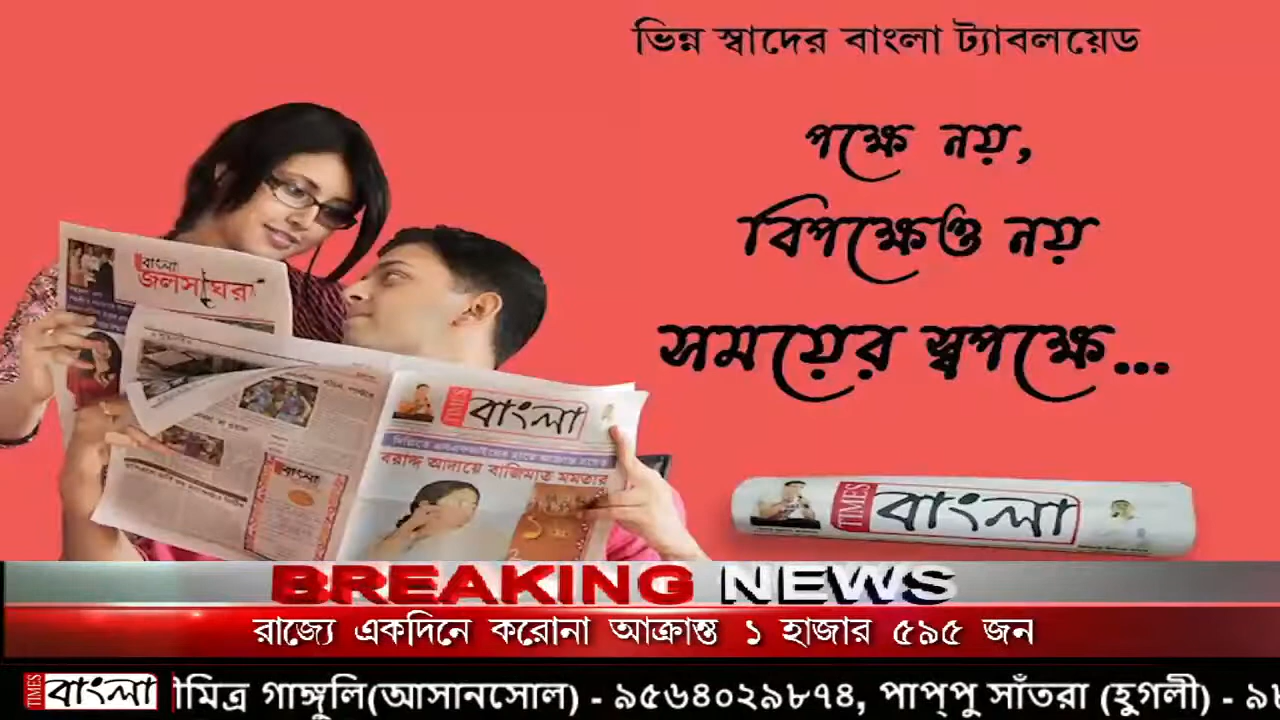 ভিন্ন স্বাদের বাংলা ট্যাবলয়েড
পক্ষে নয়,
বিপক্ষেও নয়
সময়ের স্বপক্ষে...
বাংলা
জলসাঘর
TIMES বাংলা
বরাদ্দ আদায়ে বাজিমাত মমতার
TIMES বাংলা
BREAKING NEWS
রাজ্যে একদিনে করোনা আক্রান্ত ১ হাজার ৫৯৫ জন
TIMES বাংলা
ীমিত্র গাঙ্গুলি(আসানসোল) - ৯৫৬৪০২৯৮৭৪, পাপ্পু সাঁতরা (হুগলী) - ৯৮